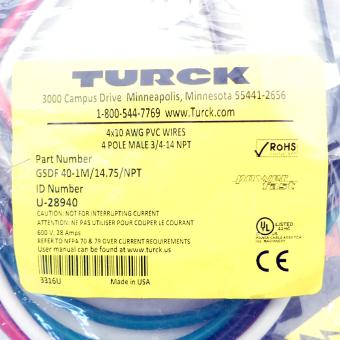 TURCK
3000 Campus Drive Minneapolis, Minnesota 55441-2656
1-800-544-7769 www.Turck.com
4x10 AWG PVC WIRES
4 POLE MALE 3/4-14 NPT
RoHS
Part Number
GSDF 40-1M/14.75/NPT
power fast
ID Number
U-28940
CAUTION: NOT FOR INTERRUPTING CURRENT
ATTENTION: NE PAS UTILISER POUR COUPER LE COURANT
600 V, 28 Amps
REFER TO NFPA 70 & 79 OVER CURRENT REQUIREMENTS
User manual can be found at www.turck.us
UL LISTED
CE
3316U Made in USA